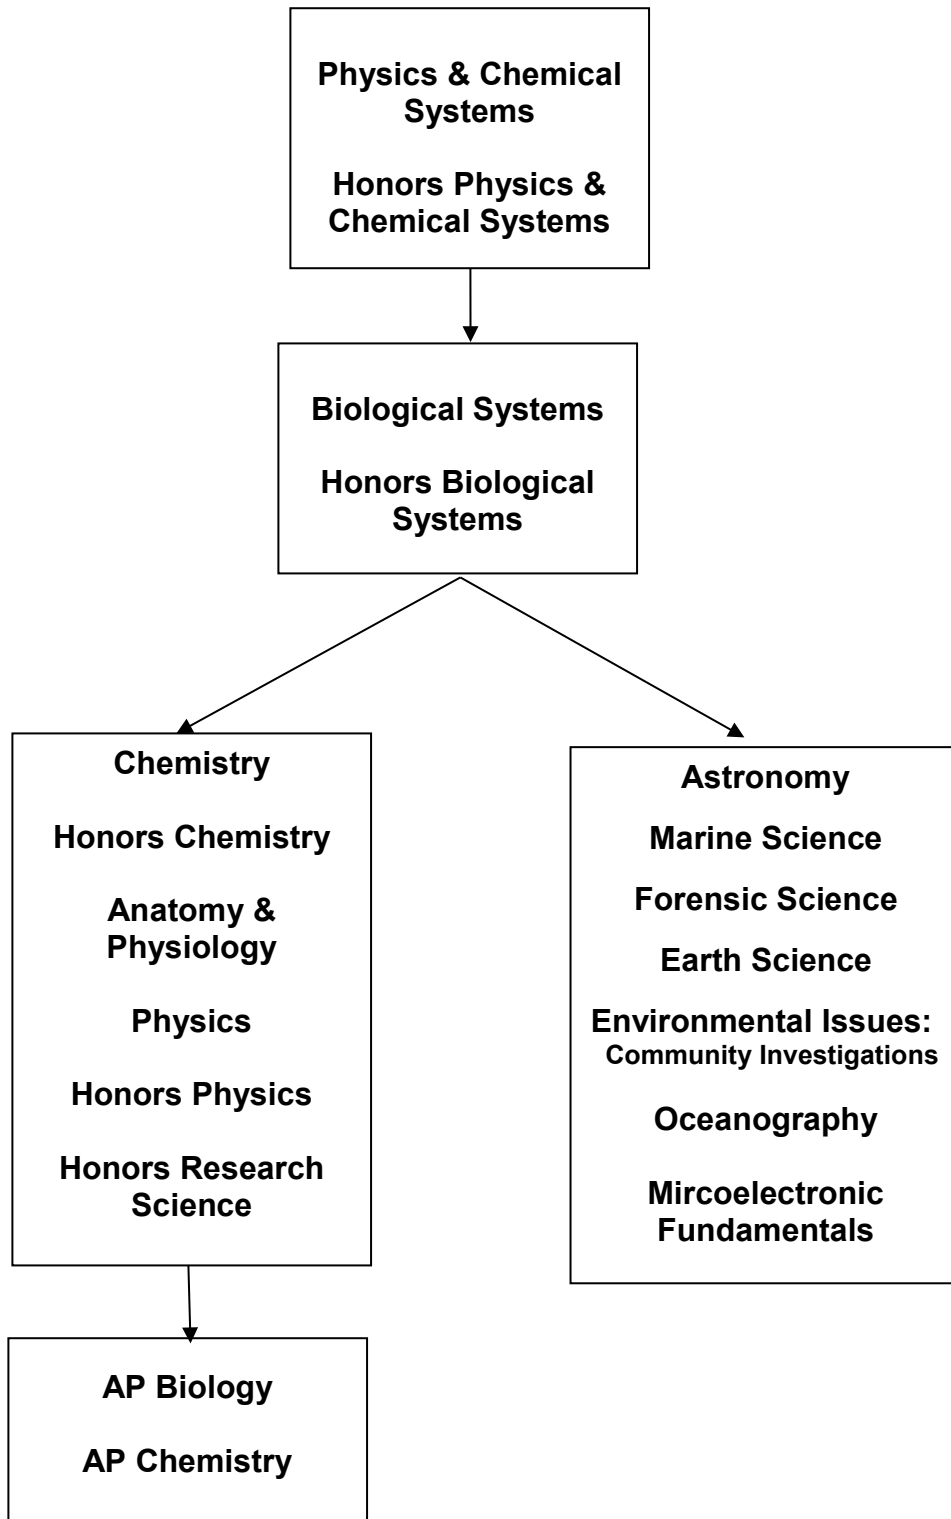 Physics & Chemical
Systems
Honors Physics &
Chemical Systems
Biological Systems
Honors Biological
Systems
Chemistry
Honors Chemistry
Anatomy &
Physiology
Physics
Honors Physics
Honors Research
Science
Astronomy
Marine Science
Forensic Science
Earth Science
Environmental Issues:
Community Investigations
Oceanography
Mircoelectronic
Fundamentals
AP Biology
AP Chemistry